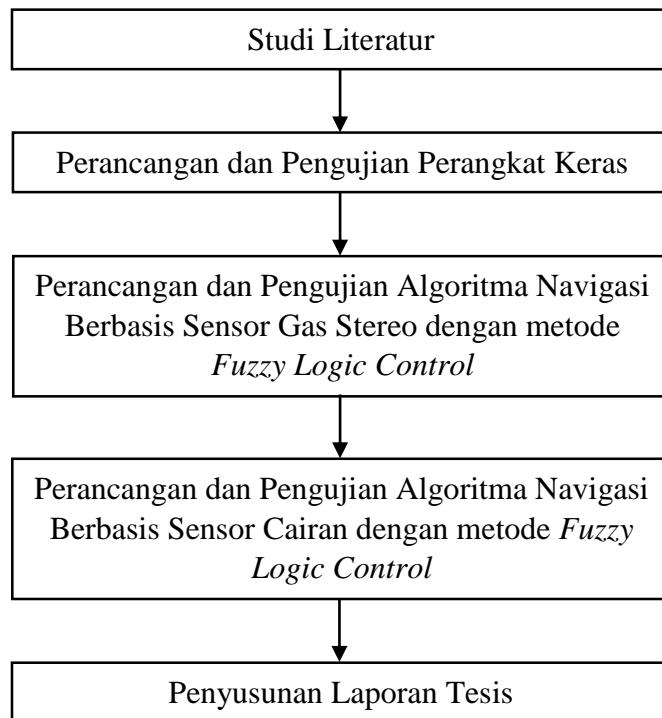 Studi Literatur
Perancangan dan Pengujian Perangkat Keras
Perancangan dan Pengujian Algoritma Navigasi
Berbasis Sensor Gas Stereo dengan metode
Fuzzy Logic Control
Perancangan dan Pengujian Algoritma Navigasi
Berbasis Sensor Cairan dengan metode Fuzzy
Logic Control
Penyusunan Laporan Tesis